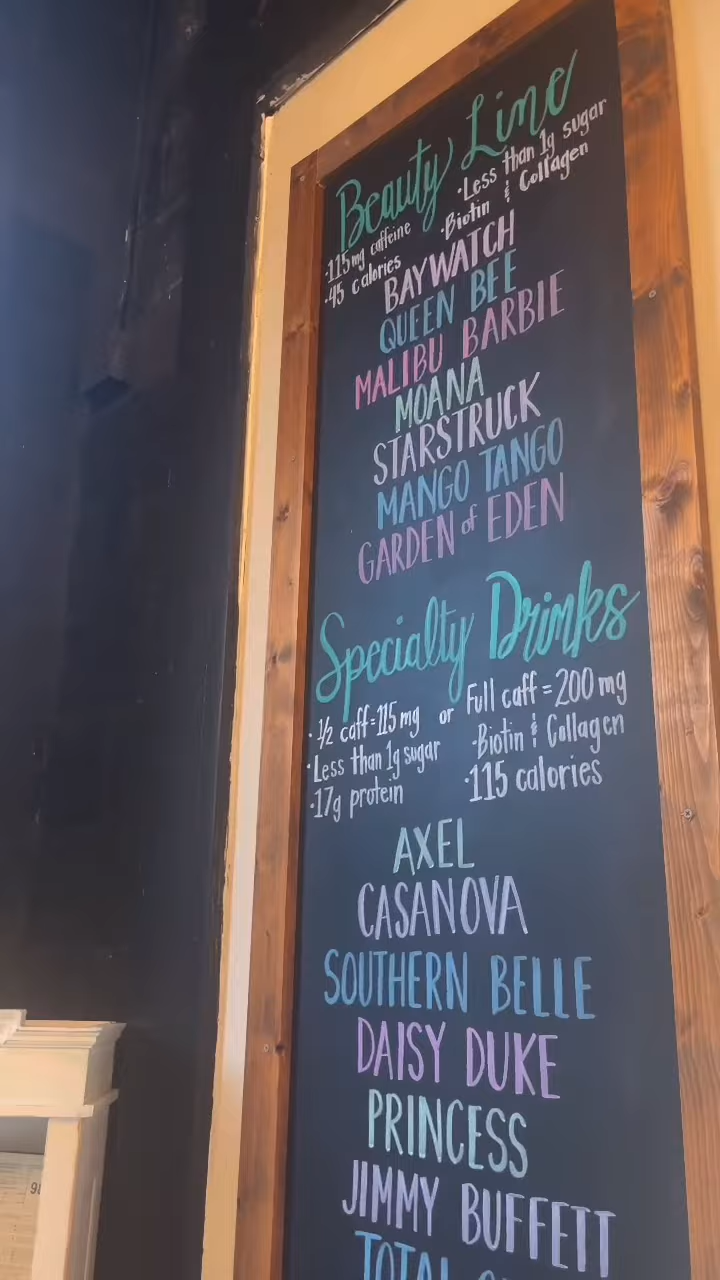 Beauty Line
·115mg caffeine ·Less than 1g sugar
·45 calories ·Biotin & Collagen
BAYWATCH
QUEEN BEE
MALIBU BARBIE
MOANA
STARSTRUCK
MANGO TANGO
GARDEN of EDEN
Specialty Drinks
·½ caff=115mg or Full caff=200mg
·Less than 1g sugar ·Biotin & Collagen
·17g protein ·115 calories
AXEL
CASANOVA
SOUTHERN BELLE
DAISY DUKE
PRINCESS
JIMMY BUFFETT
TOTAL